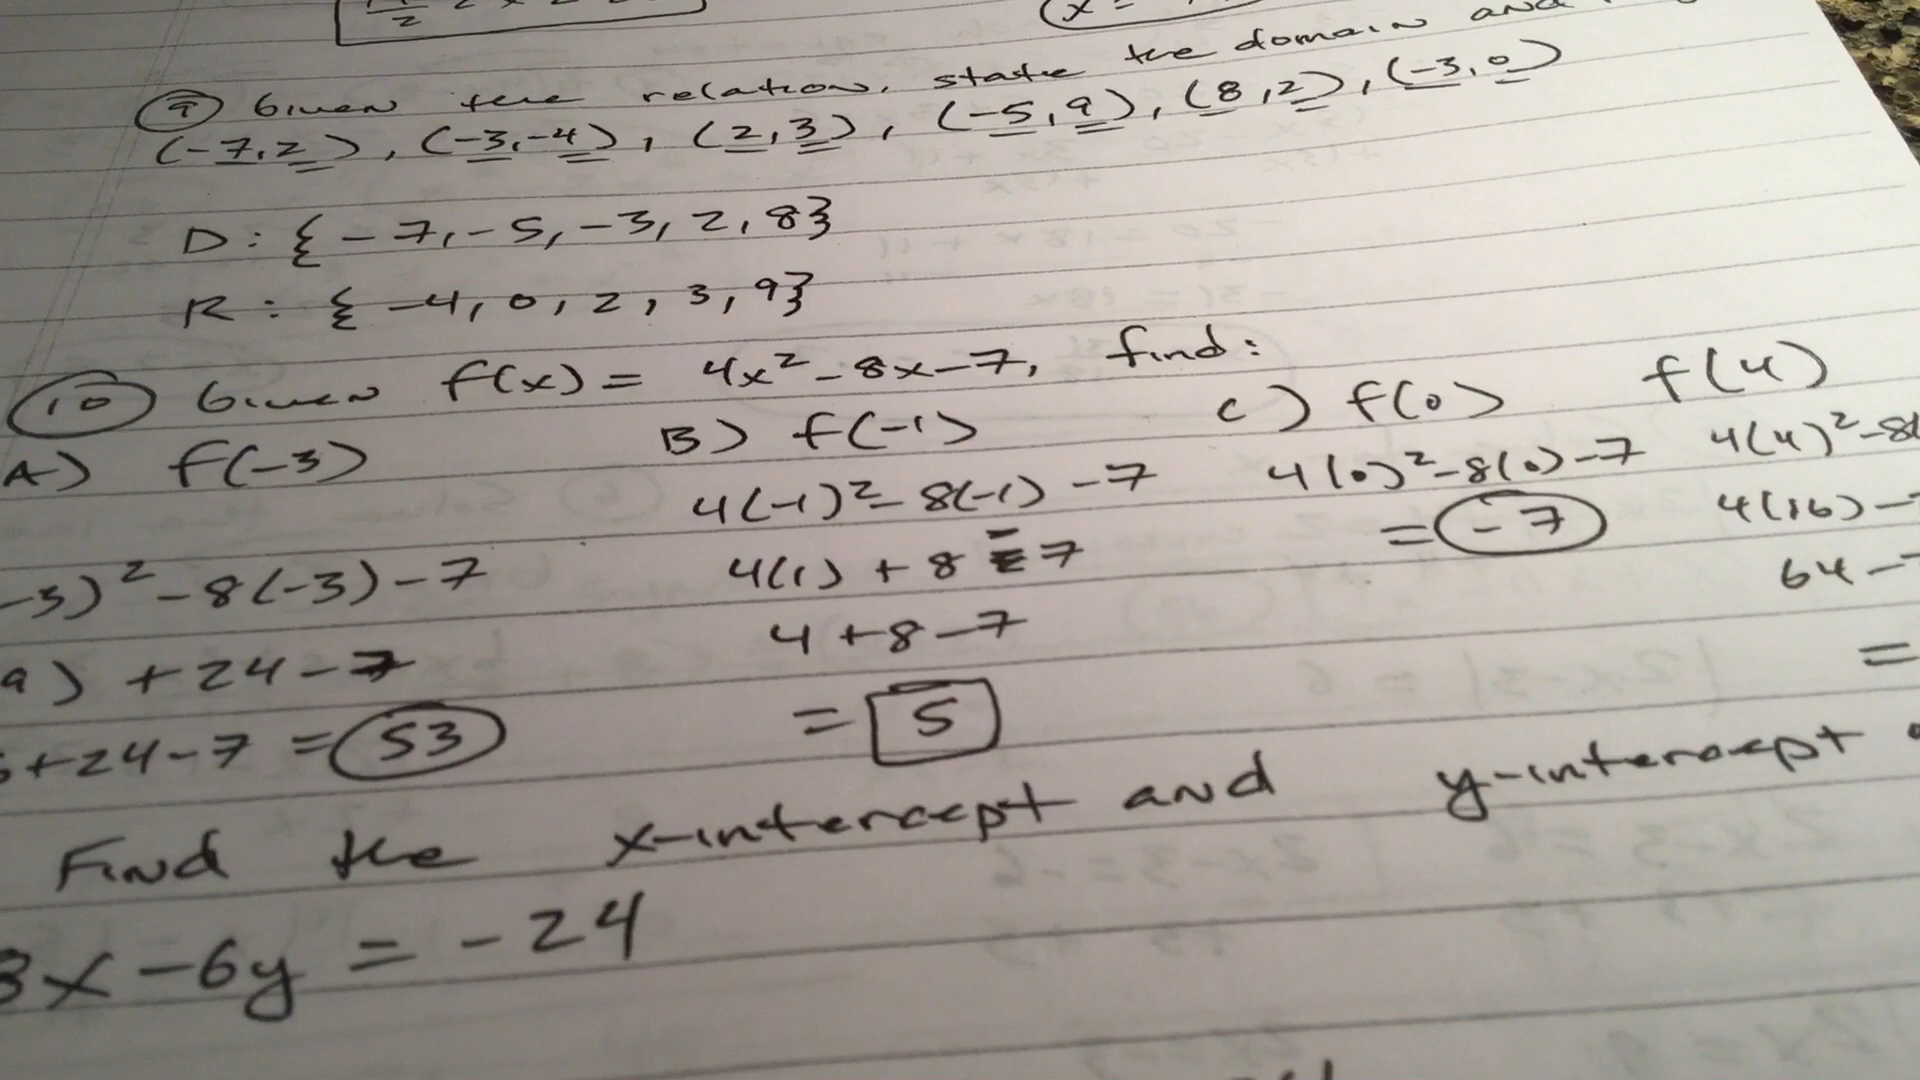 9 Given the relation, state the domain and
(-7,2), (-3,-4), (2,3), (-5,9), (8,2), (-3,0)
D: {-7,-5,-3,2,8}
R: {-4,0,2,3,9}
10 Given f(x) = 4x²-8x-7, find:
A) f(-3) B) f(-1) c) f(0) f(4)
4(-1)²-8(-1)-7 4(0)²-8(0)-7 4(4)²-8(
-3)²-8(-3)-7 4(1)+8-7 =-7 4(16)-
9)+24-7 4+8-7 64-
+24-7=53 =5 =
Find the x-intercept and y-intercept
3x-6y=-24